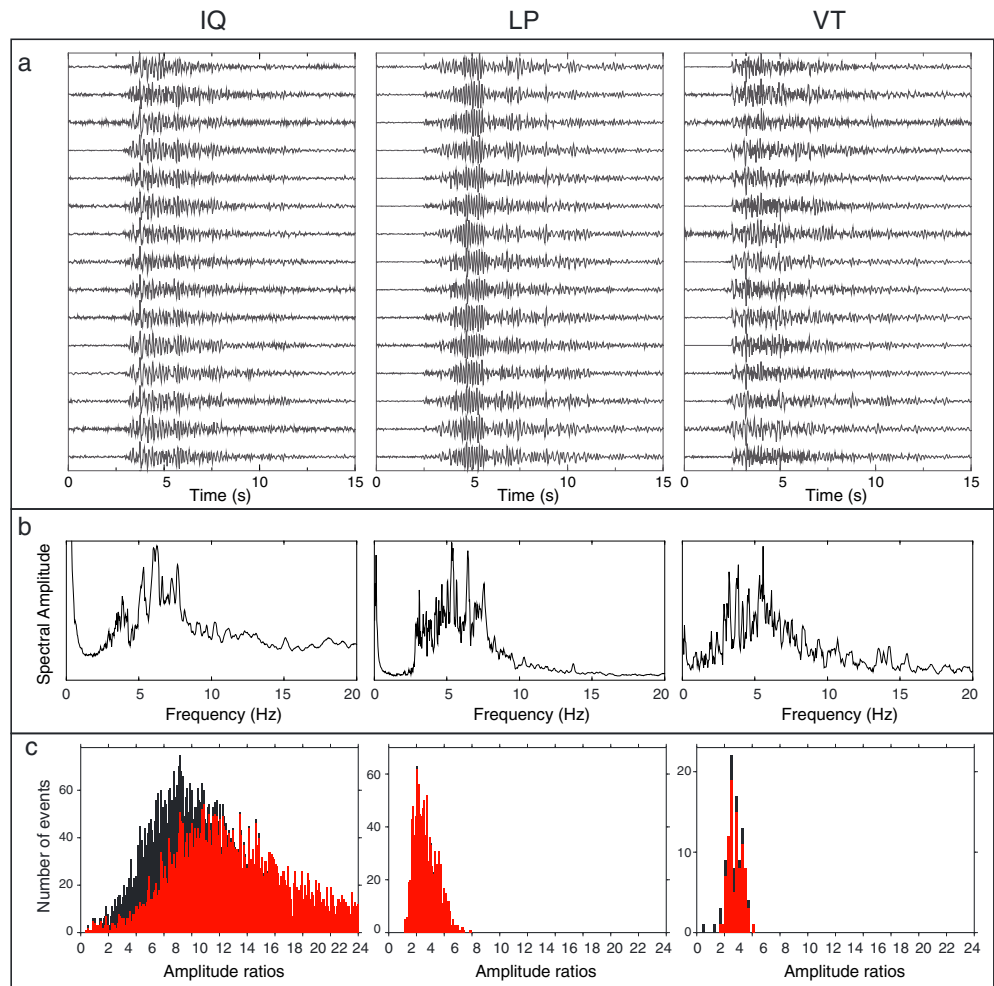 IQ LP VT
a
0 5 10 15 0 5 10 15 0 5 10 15
Time (s) Time (s) Time (s)
b
Spectral Amplitude
0 5 10 15 20 0 5 10 15 20 0 5 10 15 20
Frequency (Hz) Frequency (Hz) Frequency (Hz)
c
Number of events
60 60 20
40 40
20 20 10
0 0 0
0 2 4 6 8 10 12 14 16 18 20 22 24 0 2 4 6 8 10 12 14 16 18 20 22 24 0 2 4 6 8 10 12 14 16 18 20 22 24
Amplitude ratios Amplitude ratios Amplitude ratios